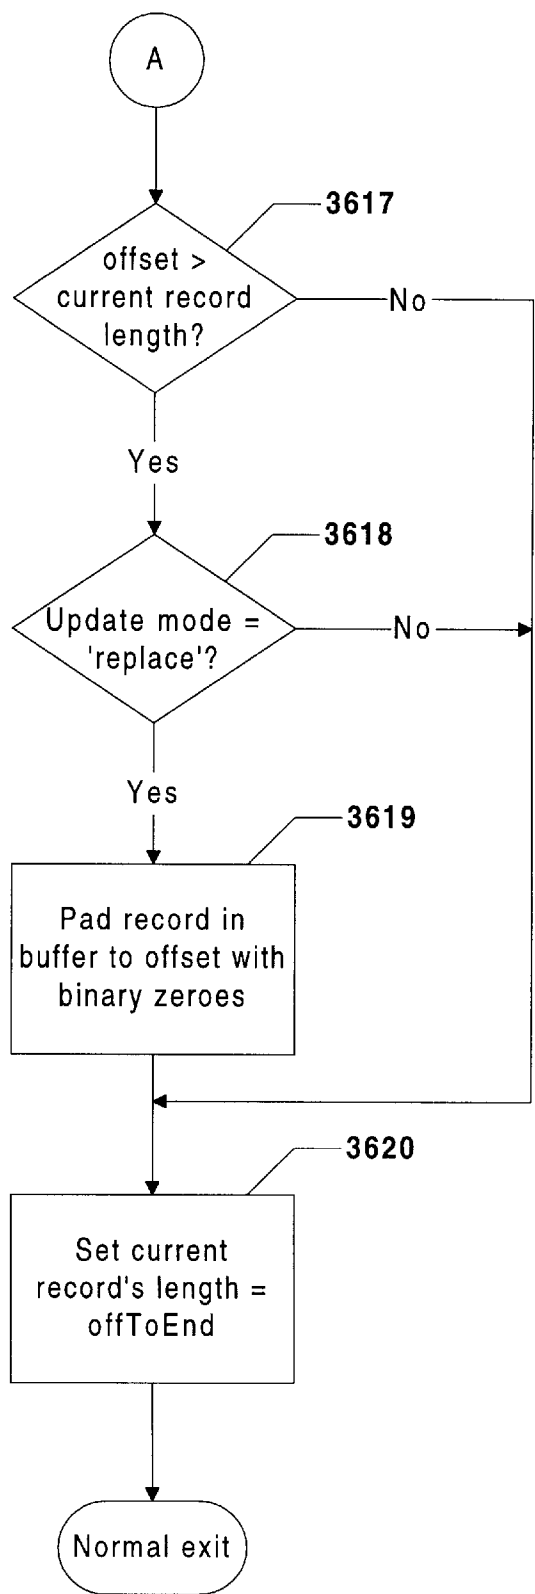 A
3617
offset >
current record
length?
No
Yes
3618
Update mode =
'replace'?
No
Yes
3619
Pad record in
buffer to offset with
binary zeroes
3620
Set current
record's length =
offToEnd
Normal exit